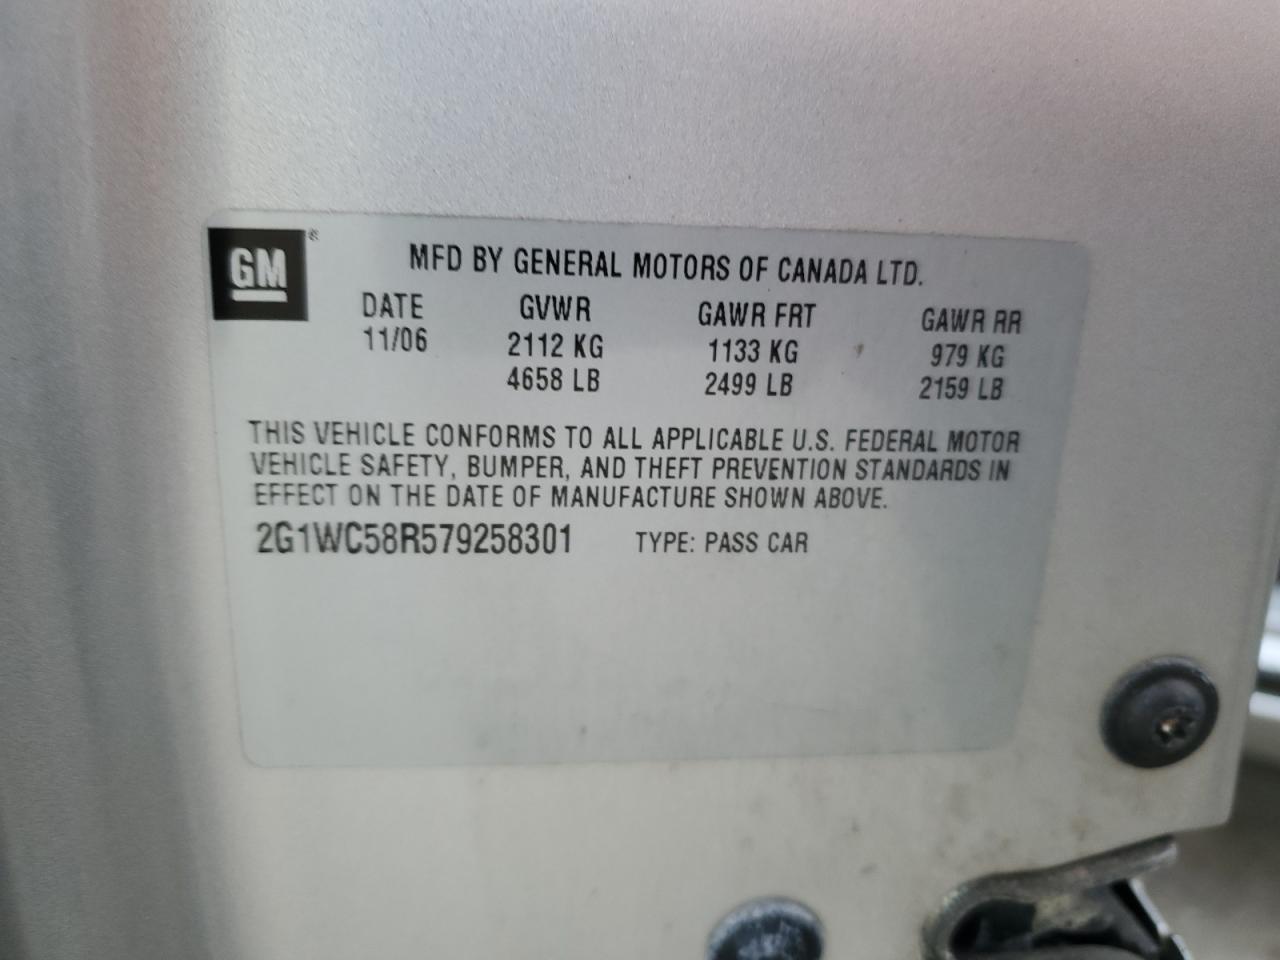 GM ®
MFD BY GENERAL MOTORS OF CANADA LTD.
DATE GVWR GAWR FRT GAWR RR
11/06 2112 KG 1133 KG 979 KG
4658 LB 2499 LB 2159 LB
THIS VEHICLE CONFORMS TO ALL APPLICABLE U.S. FEDERAL MOTOR
VEHICLE SAFETY, BUMPER, AND THEFT PREVENTION STANDARDS IN
EFFECT ON THE DATE OF MANUFACTURE SHOWN ABOVE.
2G1WC58R579258301 TYPE: PASS CAR